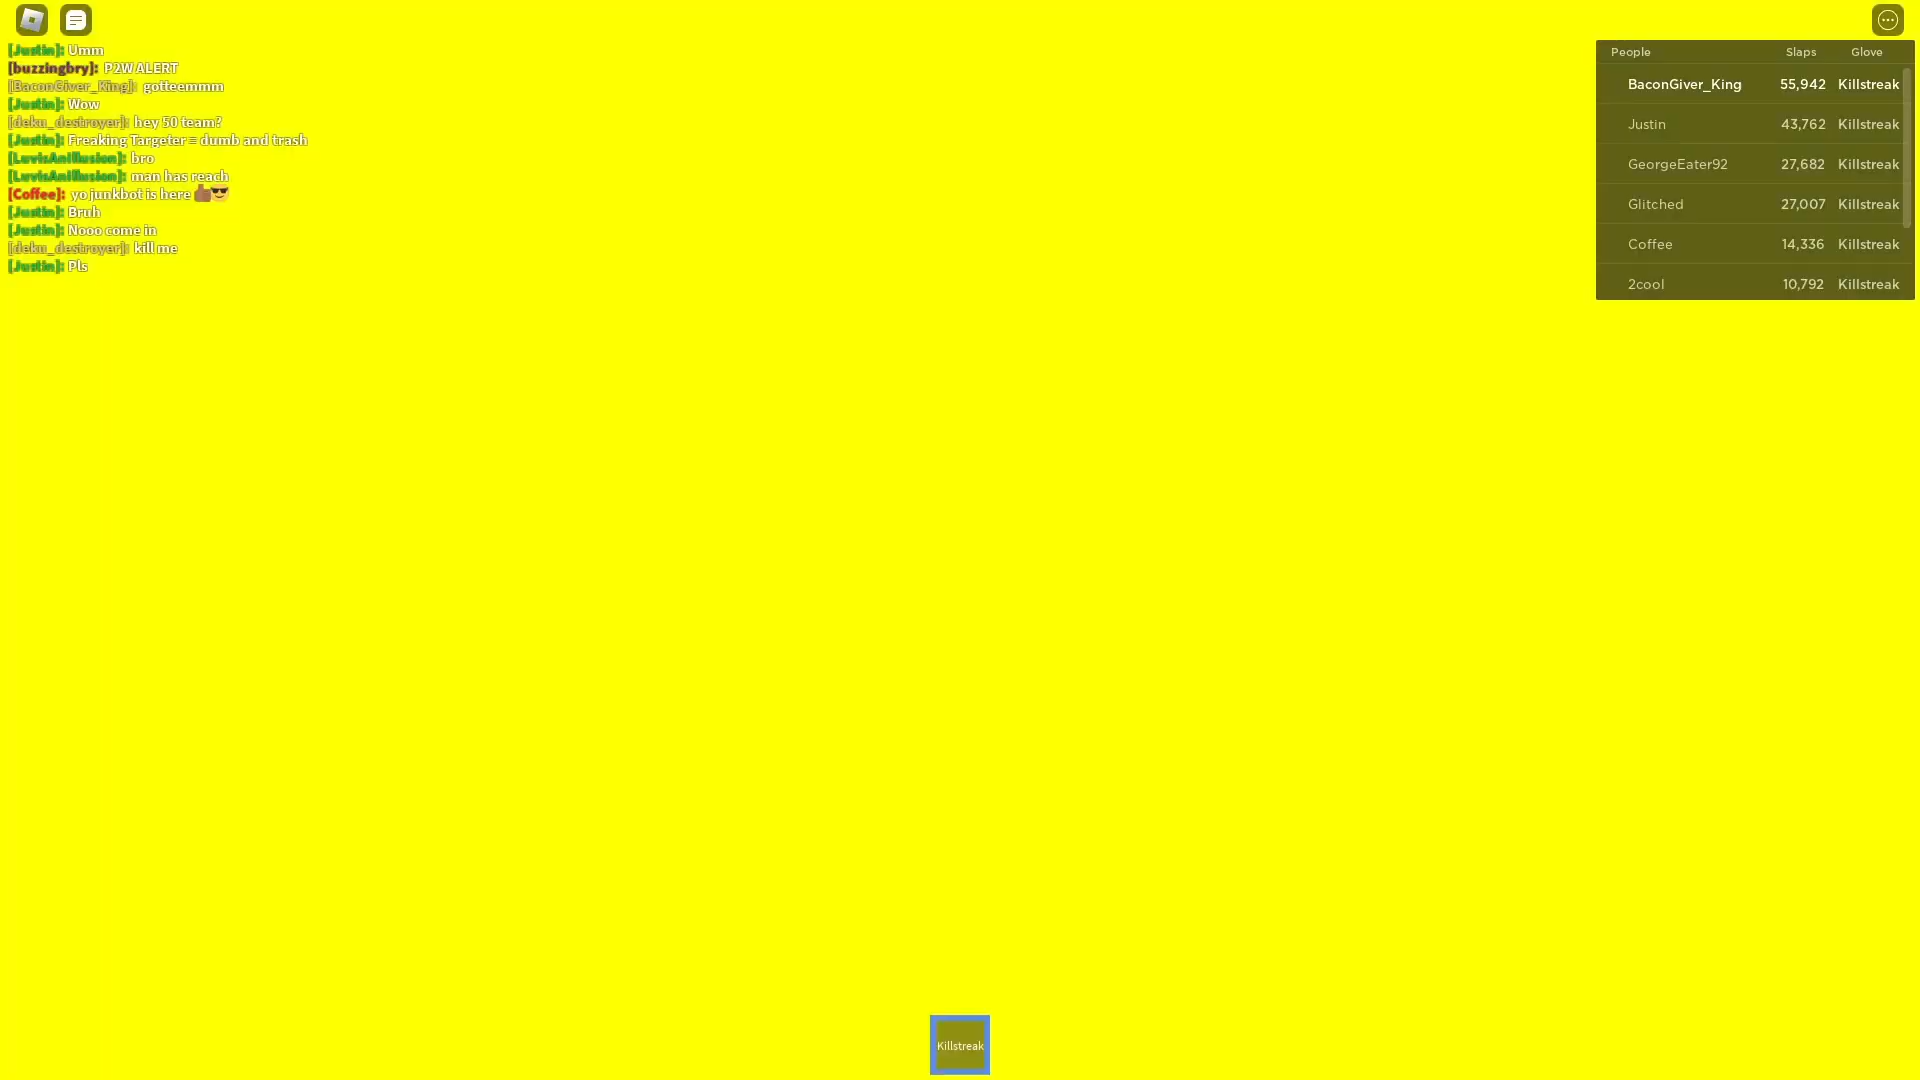 [Justin]: Umm
[buzzingbry]: P2W ALERT
[BaconGiver_King]: gotteemmm
[Justin]: Wow
[deku_destroyer]: hey 50 team?
[Justin]: Freaking Targeter = dumb and trash
[LuvisAnIllusion]: bro
[LuvisAnIllusion]: man has reach
[Coffee]: yo junkbot is here 👍🏾😎
[Justin]: Bruh
[Justin]: Nooo come in
[deku_destroyer]: kill me
[Justin]: Pls
People Slaps Glove
BaconGiver_King 55,942 Killstreak
Justin 43,762 Killstreak
GeorgeEater92 27,682 Killstreak
Glitched 27,007 Killstreak
Coffee 14,336 Killstreak
2cool 10,792 Killstreak
Killstreak